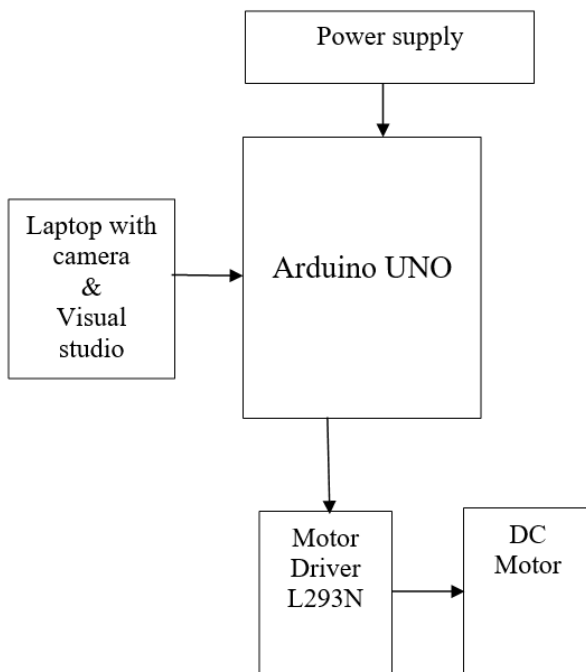 Power supply
Laptop with
camera
&
Visual
studio
Arduino UNO
Motor
Driver
L293N
DC
Motor